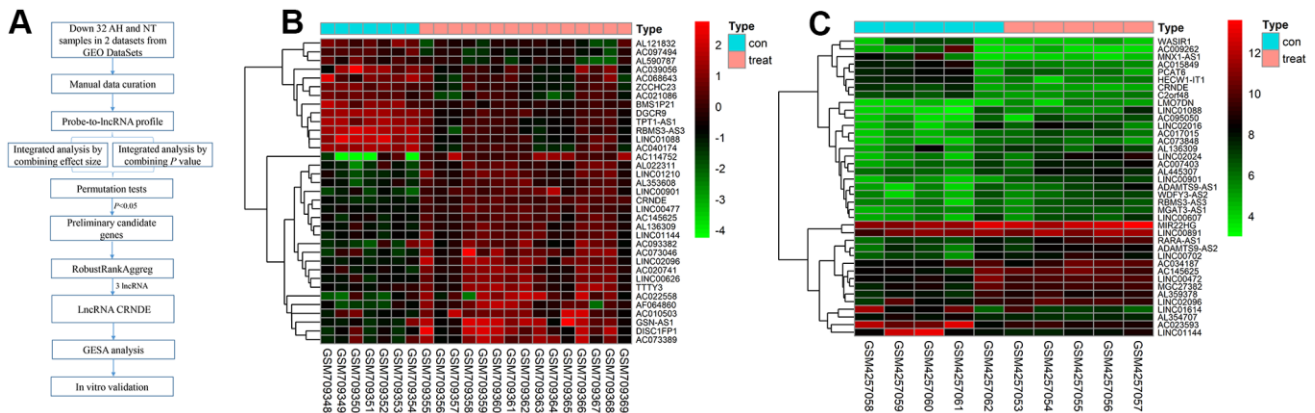 A
Down 32 AH and NT
samples in 2 datasets from
GEO DataSets
Manual data curation
Probe-to-lncRNA profile
Integrated analysis by
combining effect size
Integrated analysis by
combining P value
Permutation tests
P<0.05
Preliminary candidate
genes
RobustRankAggreg
3 lncRNA
LncRNA CRNDE
GESA analysis
In vitro validation
B
Type
AL121832
AC097494
AL590787
AC039056
AC068643
ZCCHC23
AC021086
BMS1P21
DGCR9
TPT1-AS1
RBMS3-AS3
LINC01088
AC040174
AC114752
AL022311
LINC01210
AL353608
LINC00901
CRNDE
LINC00477
AC145625
AL136309
LINC01144
AC093382
AC073046
LINC02096
AC020741
LINC00626
TTTY3
AC022558
AF064860
AC010503
GSN-AS1
DISC1FP1
AC073389
GSM709348
GSM709349
GSM709350
GSM709351
GSM709352
GSM709353
GSM709354
GSM709355
GSM709356
GSM709357
GSM709358
GSM709359
GSM709360
GSM709361
GSM709362
GSM709363
GSM709364
GSM709365
GSM709366
GSM709367
GSM709368
GSM709369
2
1
0
-1
-2
-3
-4
Type
con
treat
C
Type
WASIR1
AC009262
MNX1-AS1
AC015849
PCAT6
HECW1-IT1
CRNDE
C2orf48
LMO7DN
LINC01088
AC095050
LINC02016
AC017015
AC073848
AL136309
LINC02024
AC007403
AL445307
LINC00901
ADAMTS9-AS1
WDFY3-AS2
RBMS3-AS3
MGAT3-AS1
LINC00607
MIR22HG
LINC00891
RARA-AS1
ADAMTS9-AS2
LINC00702
AC034187
AC145625
LINC00472
MGC27382
AL359378
LINC02096
LINC01614
AL354707
AC023593
LINC01144
GSM4257058
GSM4257059
GSM4257060
GSM4257061
GSM4257062
GSM4257053
GSM4257054
GSM4257055
GSM4257056
GSM4257057
12
10
8
6
4
Type
con
treat